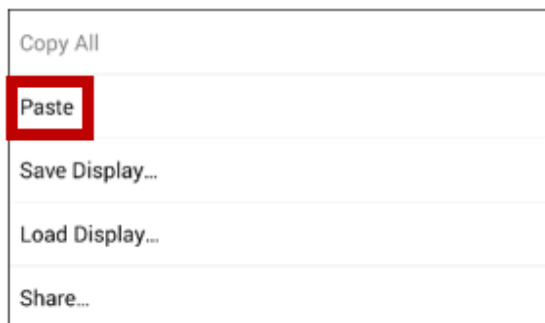 Copy All
Paste
Save Display...
Load Display...
Share...